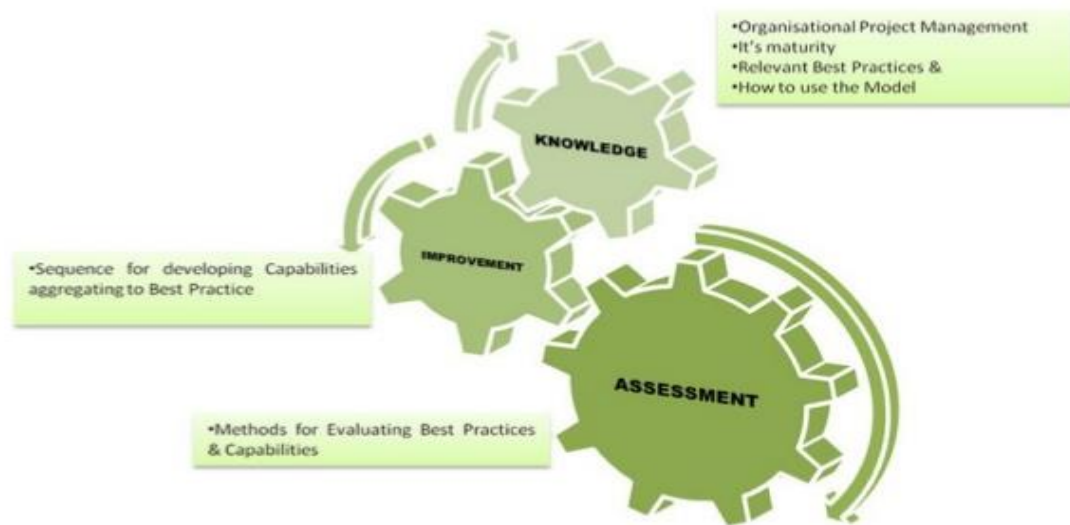 •Organisational Project Management
•It's maturity
•Relevant Best Practices &
•How to use the Model
KNOWLEDGE
IMPROVEMENT
•Sequence for developing Capabilities
aggregating to Best Practice
ASSESSMENT
•Methods for Evaluating Best Practices
& Capabilities